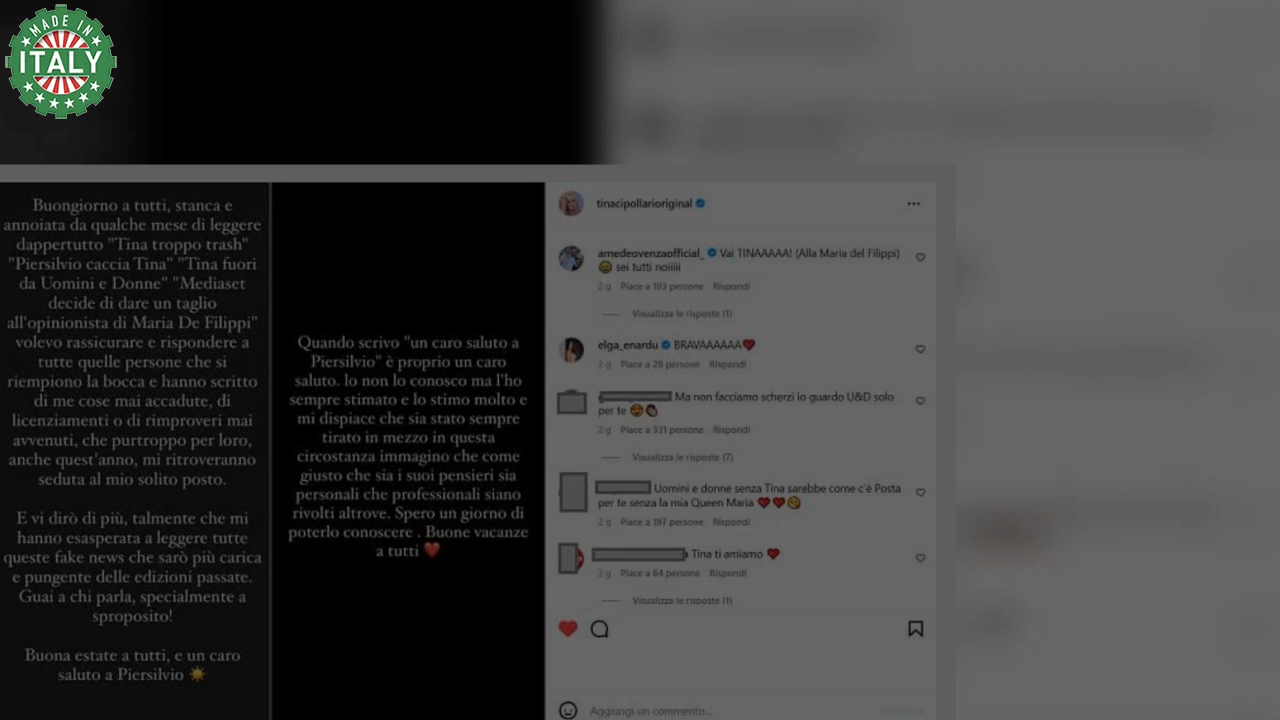 MADE IN
ITALY
Buongiorno a tutti, stanca e
annoiata da qualche mese di leggere
dappertutto "Tina troppo trash"
"Piersilvio caccia Tina" "Tina fuori
da Uomini e Donne" "Mediaset
decide di dare un taglio
all'opinionista di Maria De Filippi"
volevo rassicurare e rispondere a
tutte quelle persone che si
riempiono la bocca e hanno scritto
di me cose mai accadute, di
licenziamenti o di rimproveri mai
avvenuti, che purtroppo per loro,
anche quest'anno, mi ritroveranno
seduta al mio solito posto.
E vi dirò di più, talmente che mi
hanno esasperata a leggere tutte
queste fake news che sarò più carica
e pungente delle edizioni passate.
Guai a chi parla, specialmente a
sproposito!
Buona estate a tutti, e un caro
saluto a Piersilvio ☀️
Quando scrivo "un caro saluto a
Piersilvio" è proprio un caro
saluto. Io non lo conosco ma l'ho
sempre stimato e lo stimo molto e
mi dispiace che sia stato sempre
tirato in mezzo in questa
circostanza immagino che come
giusto che sia i suoi pensieri sia
personali che professionali siano
rivolti altrove. Spero un giorno di
poterlo conoscere . Buone vacanze
a tutti ❤️
tinacipollarioriginal
amedeovenzaofficial_ Vai TINAAAAA! (Alla Maria del Filippi)
😂 sei tutti noiiiii
2 g Piace a 103 persone Rispondi
Visualizza le risposte (1)
elga_enardu BRAVAAAAAA❤️
2 g Piace a 20 persone Rispondi
Ma non facciamo scherzi io guardo U&D solo
per te 😍👏
2 g Piace a 331 persone Rispondi
Visualizza le risposte (7)
Uomini e donne senza Tina sarebbe come c'è Posta
per te senza la mia Queen Maria ❤️❤️😘
2 g Piace a 197 persone Rispondi
Tina ti amiamo ❤️
2 g Piace a 64 persone Rispondi
Visualizza le risposte (1)
Aggiungi un commento...